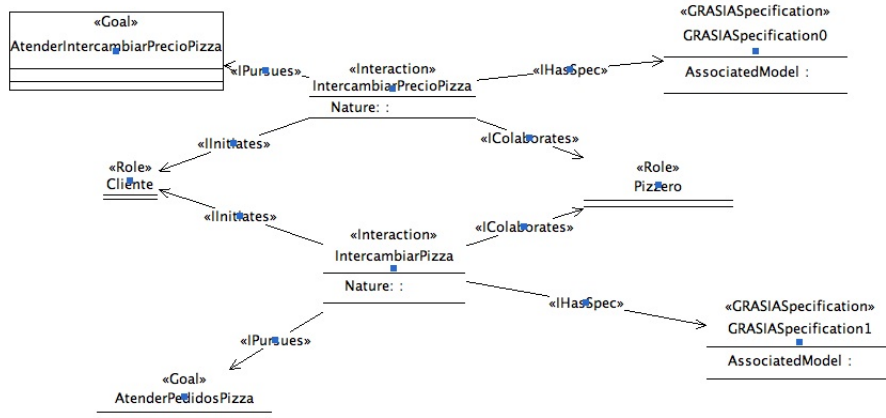 «Goal»
AtenderIntercambiarPrecioPizza
«GRASIASpecification»
GRASIASpecification0
AssociatedModel :
«IPursues»
«Interaction»
IntercambiarPrecioPizza
Nature: :
«IHasSpec»
«IInitiates»
«IColaborates»
«Role»
Cliente
«Role»
Pizzero
«IInitiates»
«IColaborates»
«Interaction»
IntercambiarPizza
Nature: :
«IHasSpec»
«GRASIASpecification»
GRASIASpecification1
AssociatedModel :
«IPursues»
«Goal»
AtenderPedidosPizza